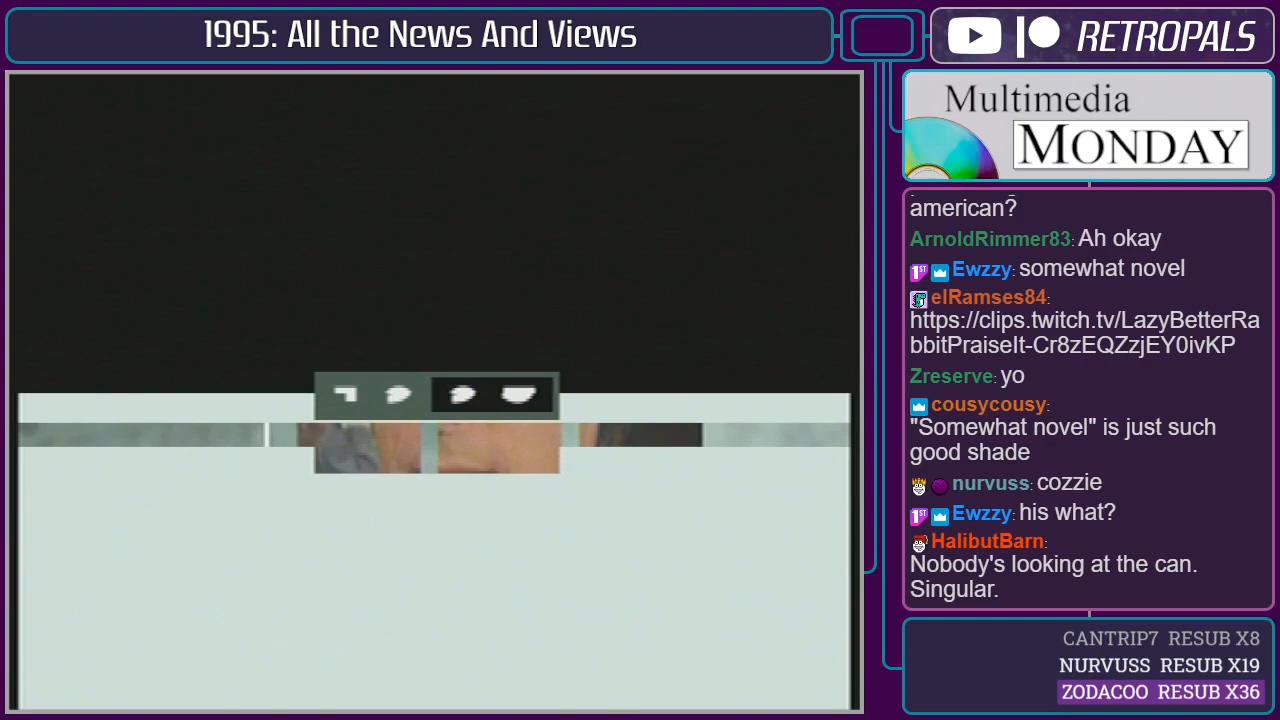 1995: All the News And Views
RETROPALS
Multimedia
MONDAY
american?
ArnoldRimmer83: Ah okay
1ST Ewzzy: somewhat novel
elRamses84:
https://clips.twitch.tv/LazyBetterRa
bbitPraiseIt-Cr8zEQZzjEY0ivKP
Zreserve: yo
cousycousy:
"Somewhat novel" is just such
good shade
nurvuss: cozzie
1ST Ewzzy: his what?
HalibutBarn:
Nobody's looking at the can.
Singular.
CANTRIP7 RESUB X8
NURVUSS RESUB X19
ZODACOO RESUB X36